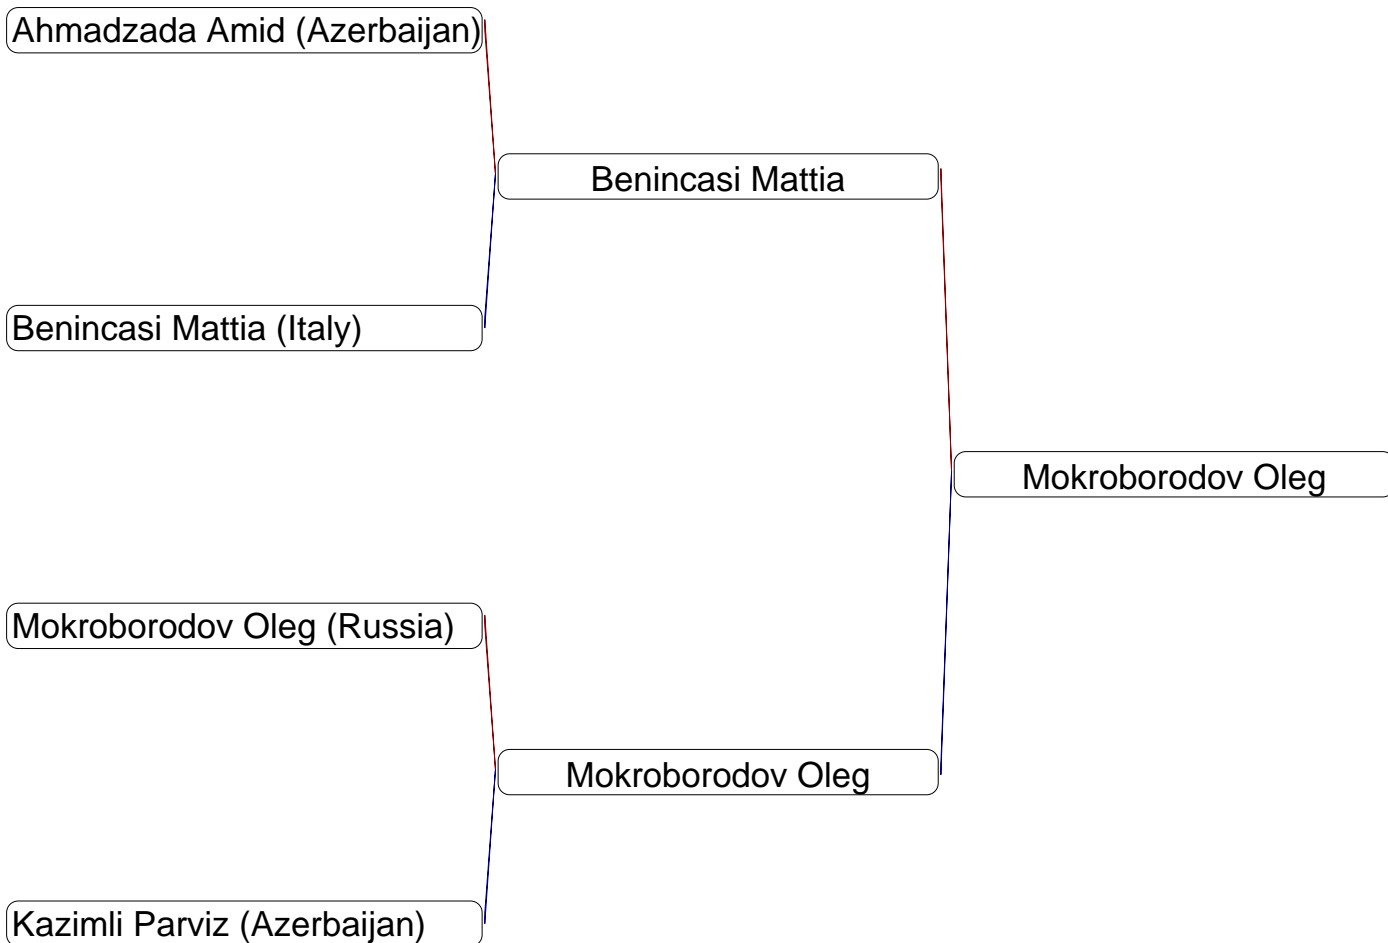 Ahmadzada Amid (Azerbaijan)
Benincasi Mattia
Benincasi Mattia (Italy)
Mokroborodov Oleg
Mokroborodov Oleg (Russia)
Mokroborodov Oleg
Kazimli Parviz (Azerbaijan)